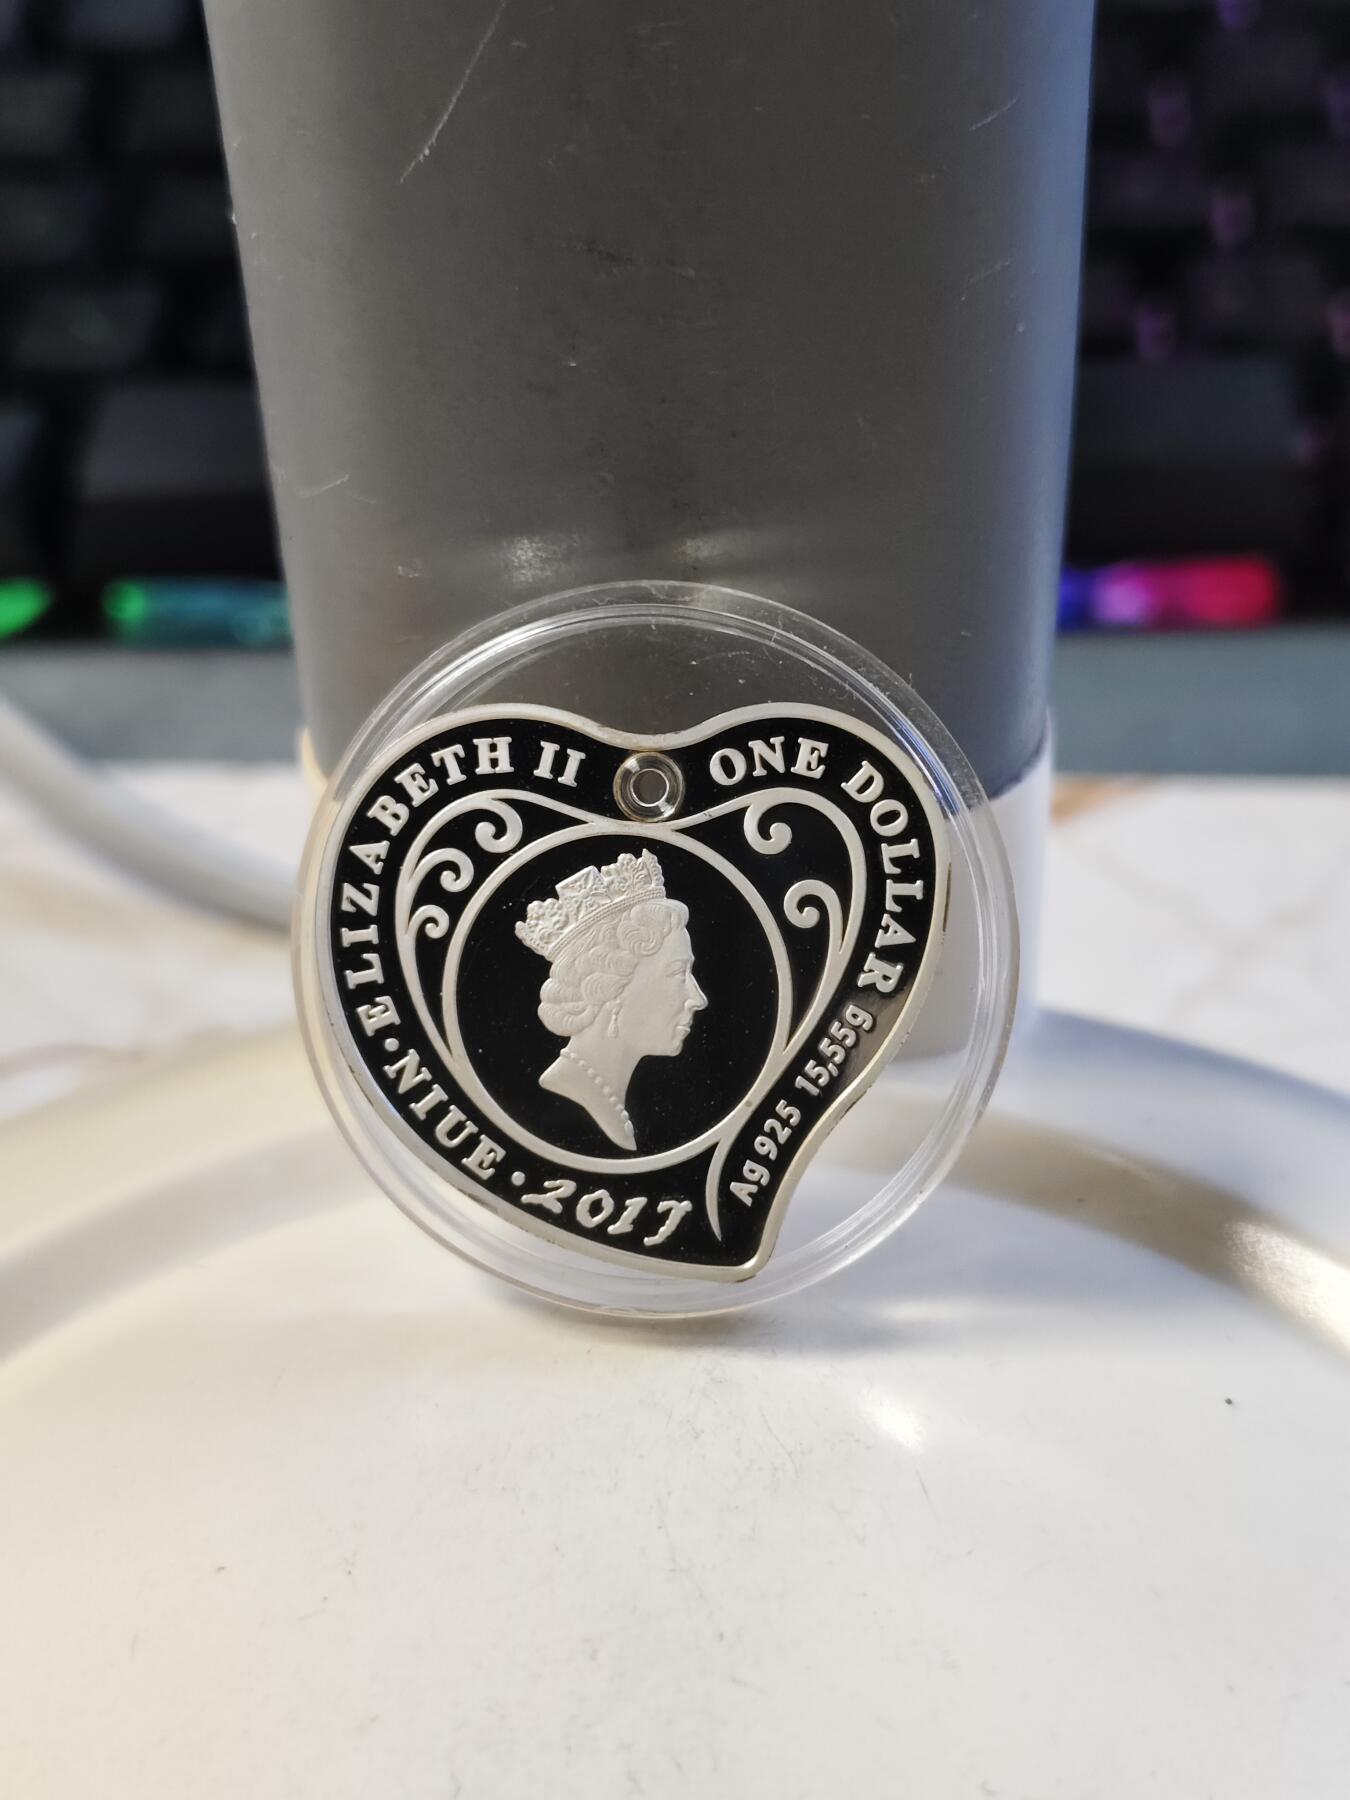 ELIZABETH II
ONE DOLLAR
Ag 925 15,55g
• NIUE • 2017